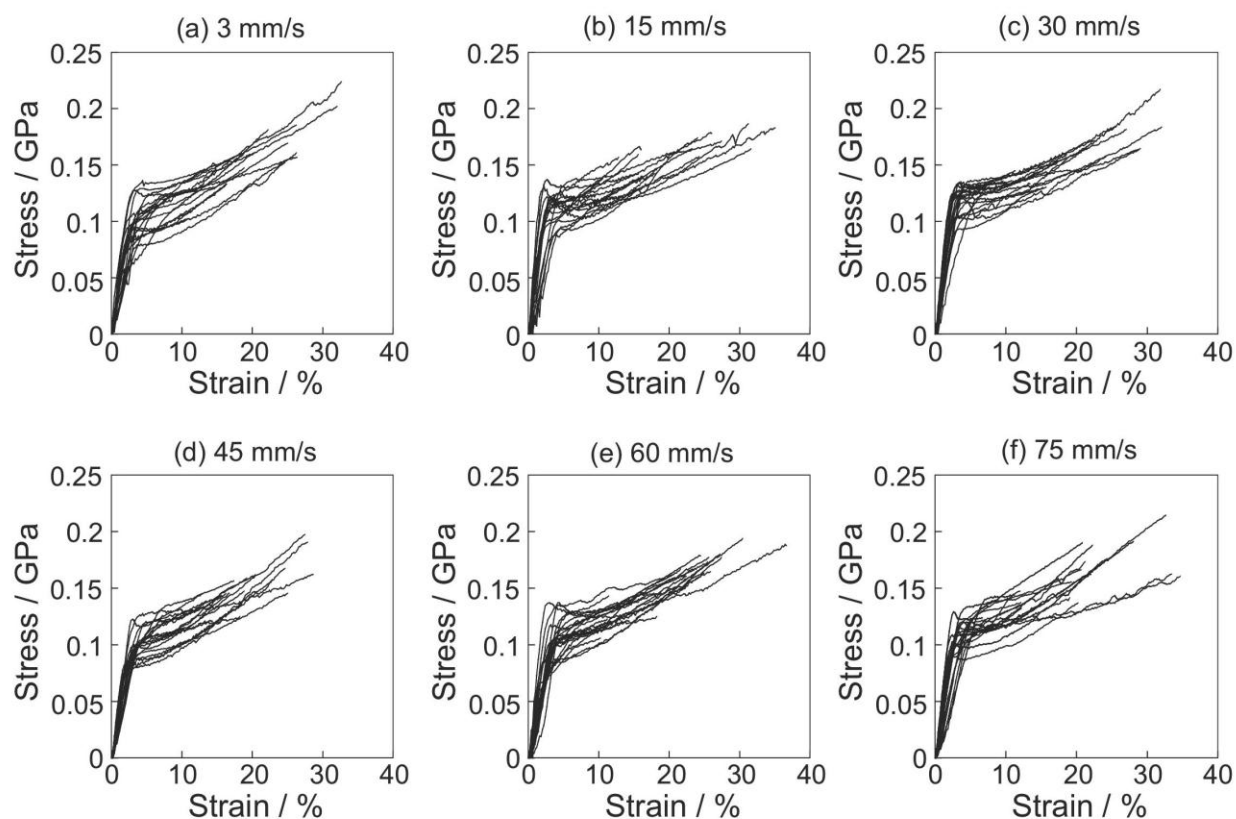 (a) 3 mm/s
(b) 15 mm/s
(c) 30 mm/s
0.25
0.2
0.15
0.1
0.05
0
Stress / GPa
0 10 20 30 40
Strain / %
0.25
0.2
0.15
0.1
0.05
0
Stress / GPa
0 10 20 30 40
Strain / %
0.25
0.2
0.15
0.1
0.05
0
Stress / GPa
0 10 20 30 40
Strain / %
(d) 45 mm/s
(e) 60 mm/s
(f) 75 mm/s
0.25
0.2
0.15
0.1
0.05
0
Stress / GPa
0 10 20 30 40
Strain / %
0.25
0.2
0.15
0.1
0.05
0
Stress / GPa
0 10 20 30 40
Strain / %
0.25
0.2
0.15
0.1
0.05
0
Stress / GPa
0 10 20 30 40
Strain / %